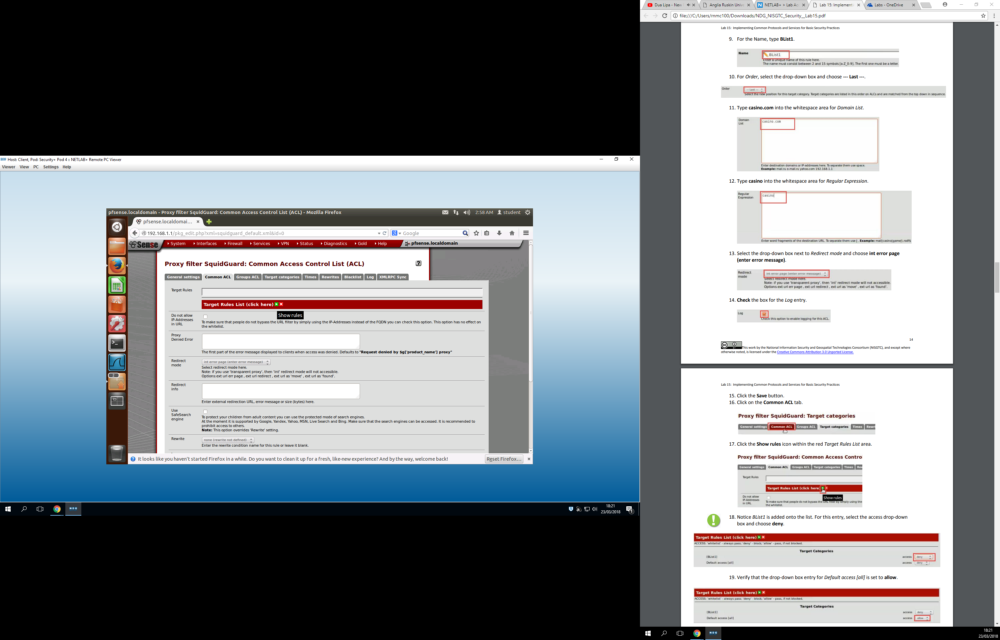 Host: Client, Pod: Security+ Pod 4 :: NETLAB+ Remote PC Viewer
Viewer View PC Settings Help
pfsense.localdomain - Proxy filter SquidGuard: Common Access Control List (ACL) - Mozilla Firefox
2:58 AM student
pfsense.localdomai...
192.168.1.1/pkg_edit.php?xml=squidguard_default.xml&id=0
Google
Sense
System Interfaces Firewall Services VPN Status Diagnostics Gold Help pfsense.localdomain
Proxy filter SquidGuard: Common Access Control List (ACL)
General settings Common ACL Groups ACL Target categories Times Rewrites Blacklist Log XMLRPC Sync
Target Rules
Target Rules List (click here)
Show rules
Do not allow
IP-Addresses
in URL
To make sure that people do not bypass the URL filter by simply using the IP-Addresses instead of the FQDN you can check this option. This option has no effect on
the whitelist.
Proxy
Denied Error
The first part of the error message displayed to clients when access was denied. Defaults to "Request denied by $g['product_name'] proxy"
Redirect
mode
int error page (enter error message)
Select redirect mode here.
Note: if you use 'transparent proxy', then 'int' redirect mode will not accessible.
Options:ext url err page , ext url redirect , ext url as 'move' , ext url as 'found'.
Redirect
info
Enter external redirection URL, error message or size (bytes) here.
Use
SafeSearch
engine
To protect your children from adult content you can use the protected mode of search engines.
At the moment it is supported by Google, Yandex, Yahoo, MSN, Live Search and Bing. Make sure that the search engines can be accessed. It is recommended to
prohibit access to others.
Note: This option overrides 'Rewrite' setting.
Rewrite
none (rewrite not defined)
Enter the rewrite condition name for this rule or leave it blank.
2
It looks like you haven't started Firefox in a while. Do you want to clean it up for a fresh, like-new experience? And by the way, welcome back!
Reset Firefox...
NDG
18:21
23/03/2018
1
Dua Lipa - New
Anglia Ruskin Unive
NETLAB+ > Lab Acc
Lab 15: Implementin
Labs - OneDrive
file:///C:/Users/rnmc100/Downloads/NDG_NISGTC_Security__Lab15.pdf
Lab 15: Implementing Common Protocols and Services for Basic Security Practices
9. For the Name, type BList1.
Name
BList1
Enter a unique name of this rule here.
The name must consist between 2 and 15 symbols [a-Z_0-9]. The first one must be a letter.
10. For Order, select the drop-down box and choose --- Last ---.
Order
--- Last ---
Select the new position for this target category. Target categories are listed in this order on ALCs and are matched from the top down in sequence.
11. Type casino.com into the whitespace area for Domain List.
Domain
List
casino.com
Enter destination domains or IP-addresses here. To separate them use space.
Example: mail.ru e-mail.ru yahoo.com 192.168.1.1
12. Type casino into the whitespace area for Regular Expression.
Regular
Expression
casino
Enter word fragments of the destination URL. To separate them use | . Example: mail|casino|game|\.rsdf$
13. Select the drop-down box next to Redirect mode and choose int error page
(enter error message).
Redirect
mode
int error page (enter error message)
Select redirect mode here.
Note: if you use 'transparent proxy', then 'int' redirect mode will not accessible.
Options:ext url err page , ext url redirect , ext url as 'move' , ext url as 'found'.
14. Check the box for the Log entry.
Log
Check this option to enable logging for this ACL.
14
cc BY
This work by the National Information Security and Geospatial Technologies Consortium (NISGTC), and except where
otherwise noted, is licensed under the Creative Commons Attribution 3.0 Unported License.
Lab 15: Implementing Common Protocols and Services for Basic Security Practices
15. Click the Save button.
16. Click on the Common ACL tab.
Proxy filter SquidGuard: Target categories
General settings Common ACL Groups ACL Target categories Times Rewri
17. Click the Show rules icon within the red Target Rules List area.
Proxy filter SquidGuard: Common Access Contro
General settings Common ACL Groups ACL Target categories Times Rew
Target Rules
Target Rules List (click here
Show rules
Do not allow
IP-Addresses
in URL
To make sure that people do not bypass the URL filter by simply using the
the whitelist.
18. Notice BList1 is added onto the list. For this entry, select the access drop-down
box and choose deny.
Target Rules List (click here)
ACCESS: 'whitelist' - always pass; 'deny' - block; 'allow' - pass, if not blocked.
Target Categories
[BList1] access deny
Default access [all] access deny
19. Verify that the drop-down box entry for Default access [all] is set to allow.
Target Rules List (click here)
ACCESS: 'whitelist' - always pass; 'deny' - block; 'allow' - pass, if not blocked.
Target Categories
[BList1] access deny
Default access [all] access allow
NDG
18:21
23/03/2018